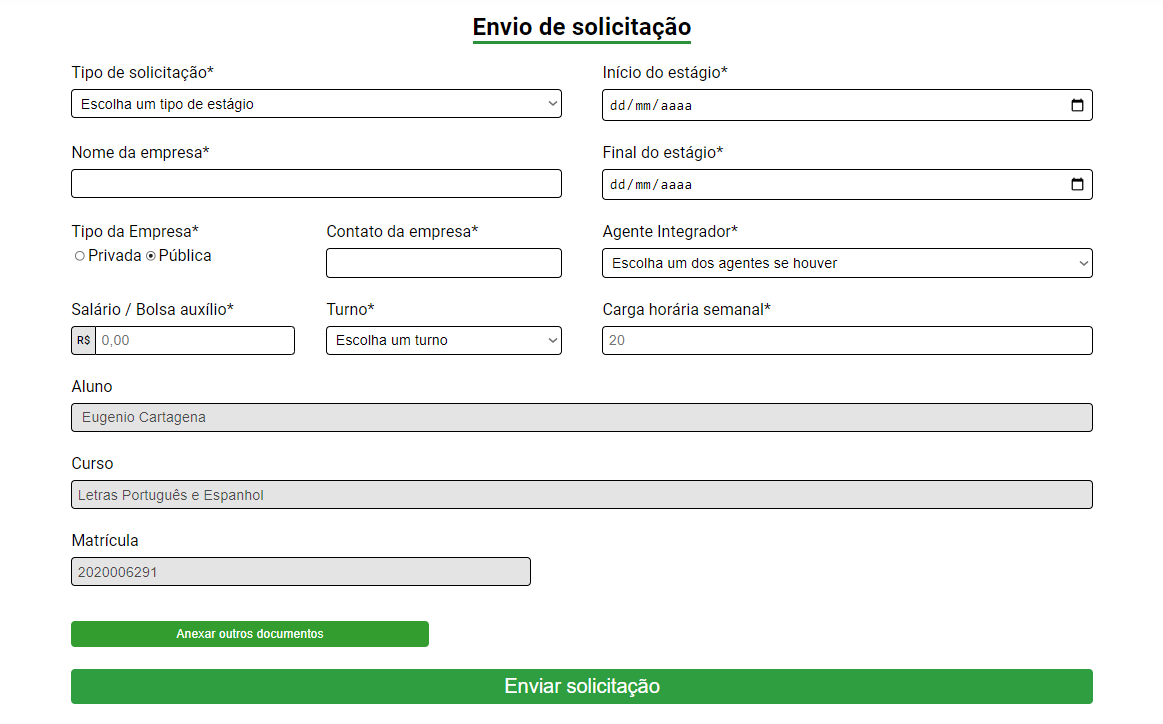 Envio de solicitação
Tipo de solicitação*
Escolha um tipo de estágio
Início do estágio*
dd/mm/aaaa
Nome da empresa*
Final do estágio*
dd/mm/aaaa
Tipo da Empresa*
Privada Pública
Contato da empresa*
Agente Integrador*
Escolha um dos agentes se houver
Salário / Bolsa auxílio*
R$ 0,00
Turno*
Escolha um turno
Carga horária semanal*
20
Aluno
Eugenio Cartagena
Curso
Letras Português e Espanhol
Matrícula
2020006291
Anexar outros documentos
Enviar solicitação